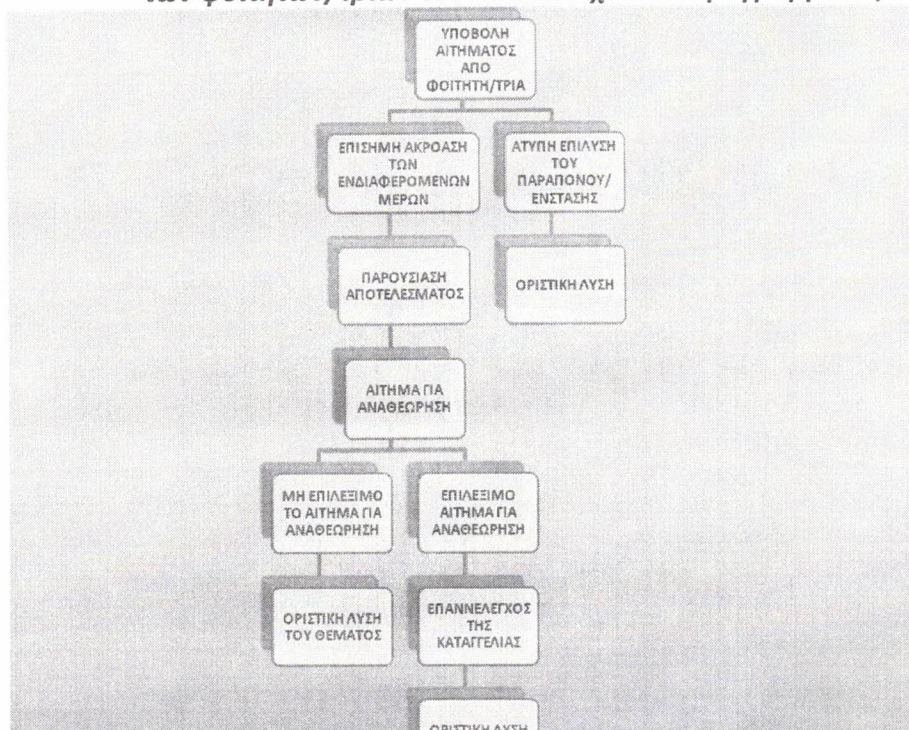 ΥΠΟΒΟΛΗ
ΑΙΤΗΜΑΤΟΣ
ΑΠΟ
ΦΟΙΤΗΤΗ/ΤΡΙΑ
ΕΠΙΣΗΜΗ ΑΚΡΟΑΣΗ
ΤΩΝ
ΕΝΔΙΑΦΕΡΟΜΕΝΩΝ
ΜΕΡΩΝ
ΑΤΥΠΗ ΕΠΙΛΥΣΗ
ΤΟΥ
ΠΑΡΑΠΟΝΟΥ/
ΕΝΣΤΑΣΗΣ
ΠΑΡΟΥΣΙΑΣΗ
ΑΠΟΤΕΛΕΣΜΑΤΟΣ
ΟΡΙΣΤΙΚΗ ΛΥΣΗ
ΑΙΤΗΜΑ ΓΙΑ
ΑΝΑΘΕΩΡΗΣΗ
ΜΗ ΕΠΙΛΕΞΙΜΟ
ΤΟ ΑΙΤΗΜΑ ΓΙΑ
ΑΝΑΘΕΩΡΗΣΗ
ΕΠΙΛΕΞΙΜΟ
ΑΙΤΗΜΑ ΓΙΑ
ΑΝΑΘΕΩΡΗΣΗ
ΟΡΙΣΤΙΚΗ ΛΥΣΗ
ΤΟΥ ΘΕΜΑΤΟΣ
ΕΠΑΝΝΕΛΕΓΧΟΣ
ΤΗΣ
ΚΑΤΑΓΓΕΛΙΑΣ
ΟΡΙΣΤΙΚΗ ΛΥΣΗ